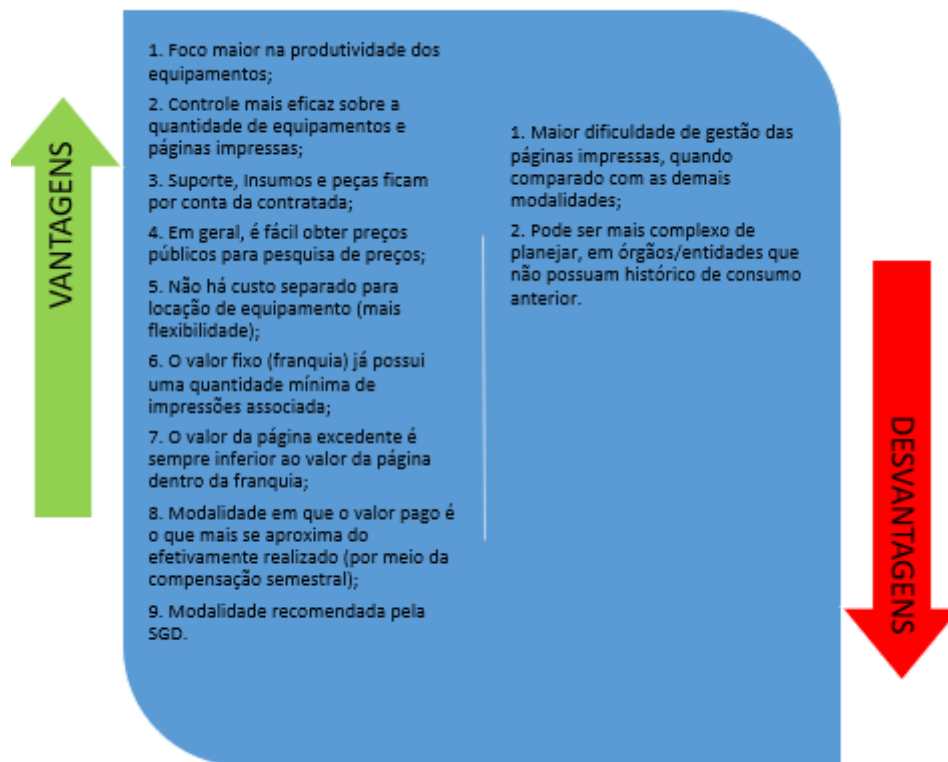 VANTAGENS
1. Foco maior na produtividade dos
equipamentos;
2. Controle mais eficaz sobre a
quantidade de equipamentos e
páginas impressas;
3. Suporte, Insumos e peças ficam
por conta da contratada;
4. Em geral, é fácil obter preços
públicos para pesquisa de preços;
5. Não há custo separado para
locação de equipamento (mais
flexibilidade);
6. O valor fixo (franquia) já possui
uma quantidade mínima de
impressões associada;
7. O valor da página excedente é
sempre inferior ao valor da página
dentro da franquia;
8. Modalidade em que o valor pago é
o que mais se aproxima do
efetivamente realizado (por meio da
compensação semestral);
9. Modalidade recomendada pela
SGD.
1. Maior dificuldade de gestão das
páginas impressas, quando
comparado com as demais
modalidades;
2. Pode ser mais complexo de
planejar, em órgãos/entidades que
não possuam histórico de consumo
anterior.
DESVANTAGENS